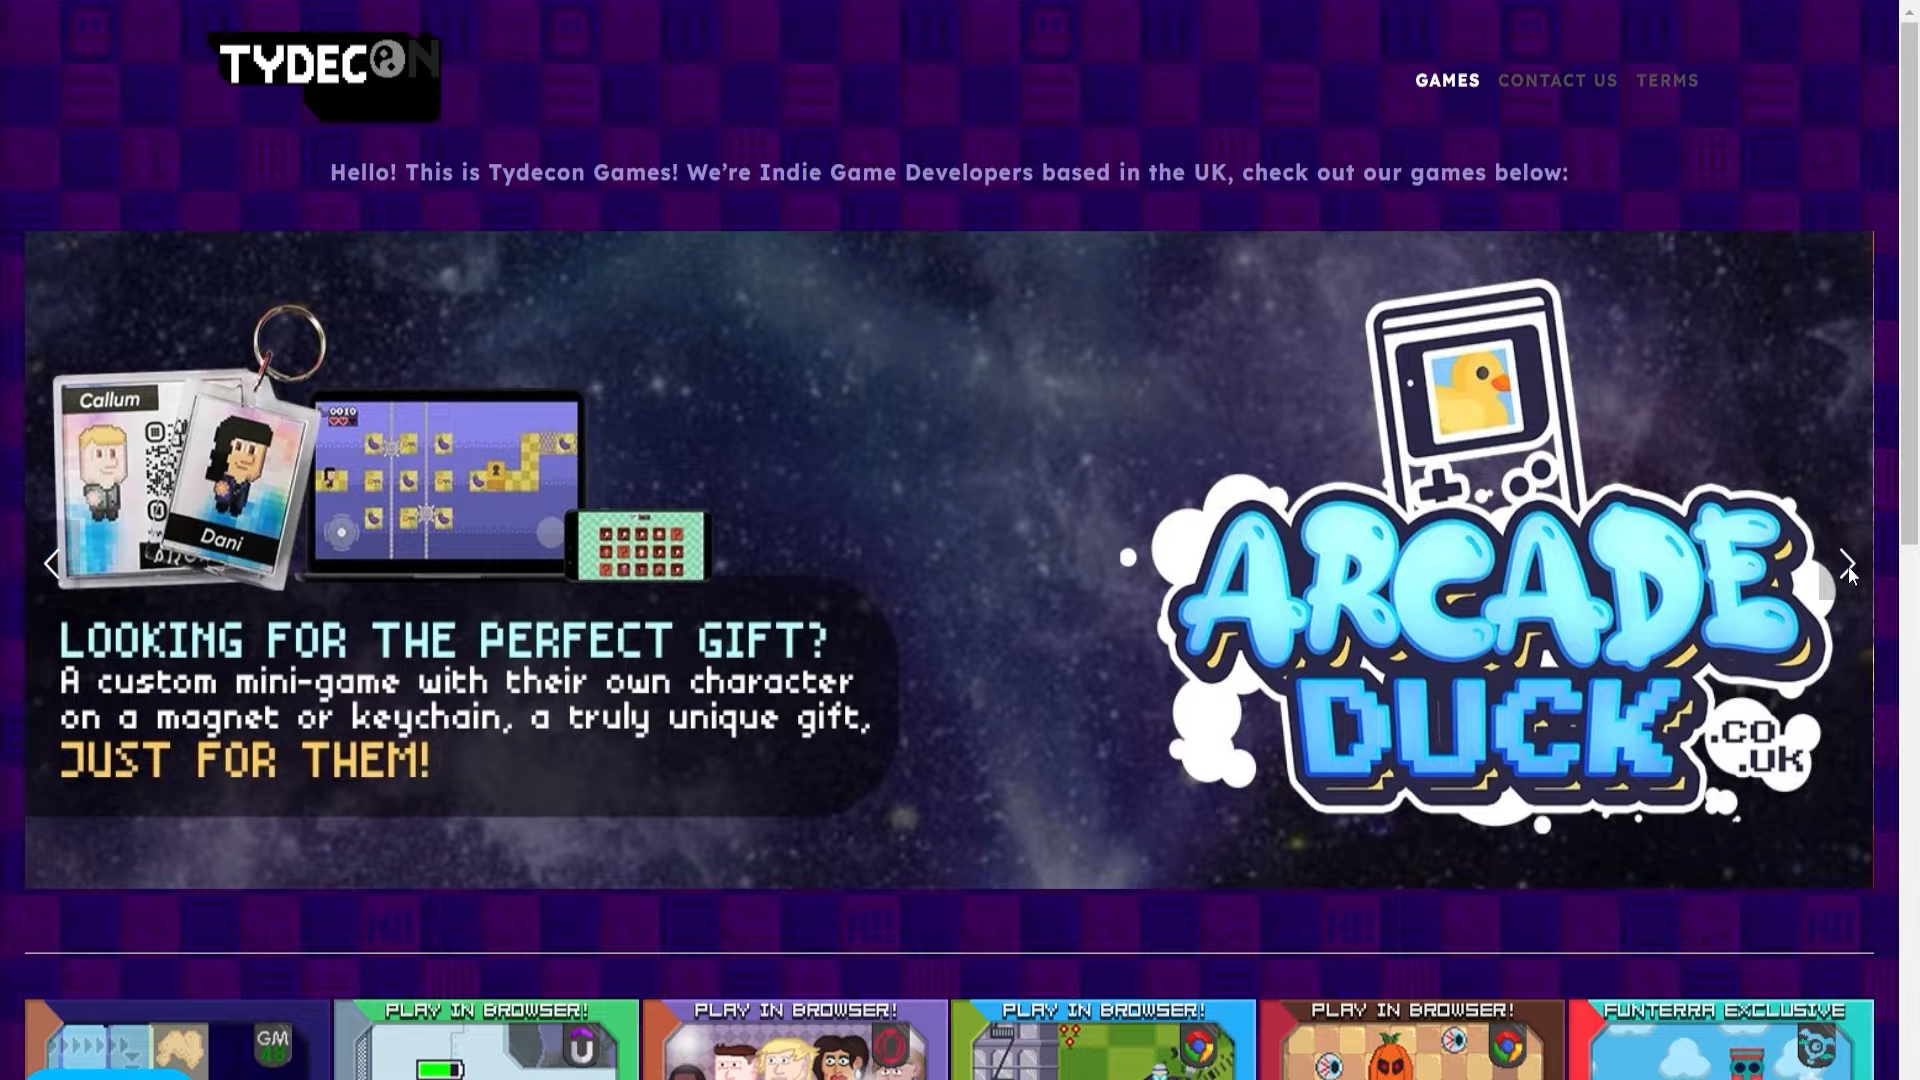 TYDECON
GAMES CONTACT US TERMS
Hello! This is Tydecon Games! We’re Indie Game Developers based in the UK, check out our games below:
Callum
Dani
0010
LOOKING FOR THE PERFECT GIFT?
A custom mini-game with their own character
on a magnet or keychain, a truly unique gift,
JUST FOR THEM!
ARCADE
DUCK
.co
.uk
GM
48
PLAY IN BROWSER!
PLAY IN BROWSER!
PLAY IN BROWSER!
PLAY IN BROWSER!
FUNTERRA EXCLUSIVE